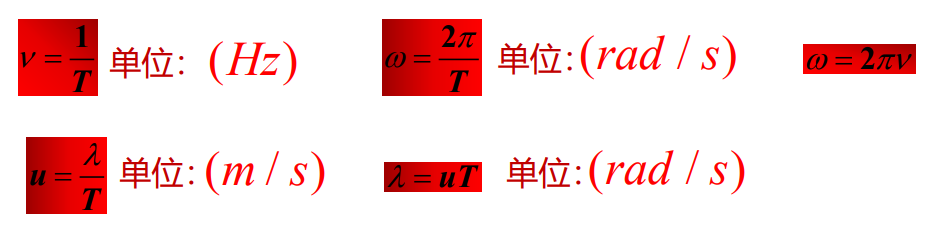 ν = 1/T 单位：(Hz) ω = 2π/T 单位：(rad / s) ω = 2πν
u = λ/T 单位：(m / s) λ = uT 单位：(rad / s)